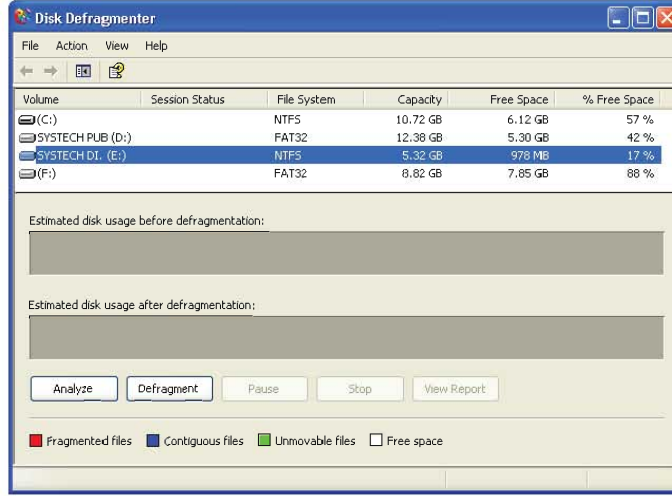 Disk Defragmenter
File Action View Help
Volume Session Status File System Capacity Free Space % Free Space
(C:) NTFS 10.72 GB 6.12 GB 57 %
SYSTECH PUB (D:) FAT32 12.38 GB 5.30 GB 42 %
SYSTECH DI. (E:) NTFS 5.32 GB 978 MB 17 %
(F:) FAT32 8.82 GB 7.85 GB 88 %
Estimated disk usage before defragmentation:
Estimated disk usage after defragmentation:
Analyze Defragment Pause Stop View Report
Fragmented files Contiguous files Unmovable files Free space